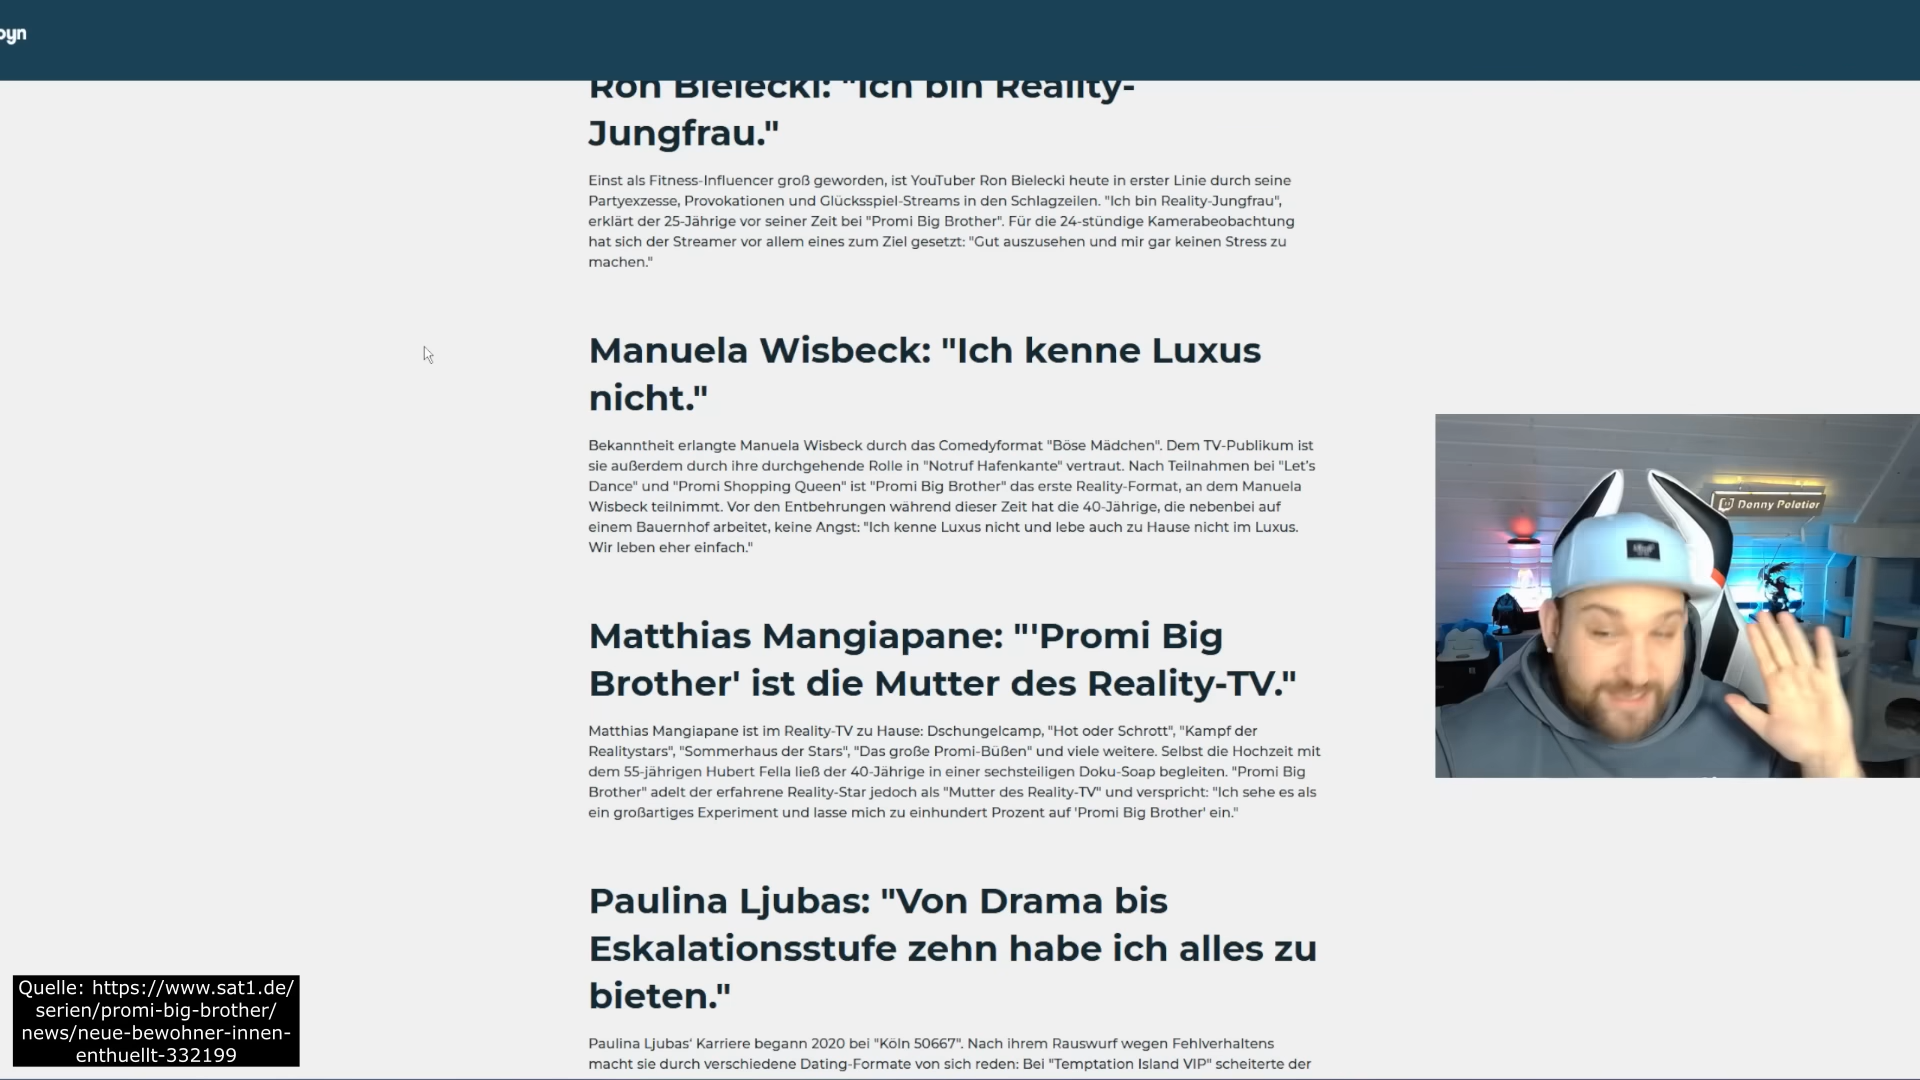 oyn
Ron Bielecki: "Ich bin Reality-
Jungfrau."
Einst als Fitness-Influencer groß geworden, ist YouTuber Ron Bielecki heute in erster Linie durch seine
Partyexzesse, Provokationen und Glücksspiel-Streams in den Schlagzeilen. "Ich bin Reality-Jungfrau",
erklärt der 25-Jährige vor seiner Zeit bei "Promi Big Brother". Für die 24-stündige Kamerabeobachtung
hat sich der Streamer vor allem eines zum Ziel gesetzt: "Gut auszusehen und mir gar keinen Stress zu
machen."
Manuela Wisbeck: "Ich kenne Luxus
nicht."
Bekanntheit erlangte Manuela Wisbeck durch das Comedyformat "Böse Mädchen". Dem TV-Publikum ist
sie außerdem durch ihre durchgehende Rolle in "Notruf Hafenkante" vertraut. Nach Teilnahmen bei "Let's
Dance" und "Promi Shopping Queen" ist "Promi Big Brother" das erste Reality-Format, an dem Manuela
Wisbeck teilnimmt. Vor den Entbehrungen während dieser Zeit hat die 40-Jährige, die nebenbei auf
einem Bauernhof arbeitet, keine Angst: "Ich kenne Luxus nicht und lebe auch zu Hause nicht im Luxus.
Wir leben eher einfach."
Matthias Mangiapane: "'Promi Big
Brother' ist die Mutter des Reality-TV."
Matthias Mangiapane ist im Reality-TV zu Hause: Dschungelcamp, "Hot oder Schrott", "Kampf der
Realitystars", "Sommerhaus der Stars", "Das große Promi-Büßen" und viele weitere. Selbst die Hochzeit mit
dem 55-jährigen Hubert Fella ließ der 40-Jährige in einer sechsteiligen Doku-Soap begleiten. "Promi Big
Brother" adelt der erfahrene Reality-Star jedoch als "Mutter des Reality-TV" und verspricht: "Ich sehe es als
ein großartiges Experiment und lasse mich zu einhundert Prozent auf 'Promi Big Brother' ein."
Paulina Ljubas: "Von Drama bis
Eskalationsstufe zehn habe ich alles zu
bieten."
Paulina Ljubas' Karriere begann 2020 bei "Köln 50667". Nach ihrem Rauswurf wegen Fehlverhaltens
macht sie durch verschiedene Dating-Formate von sich reden: Bei "Temptation Island VIP" scheiterte der
Danny Peletier
Quelle: https://www.sat1.de/
serien/promi-big-brother/
news/neue-bewohner-innen-
enthuellt-332199